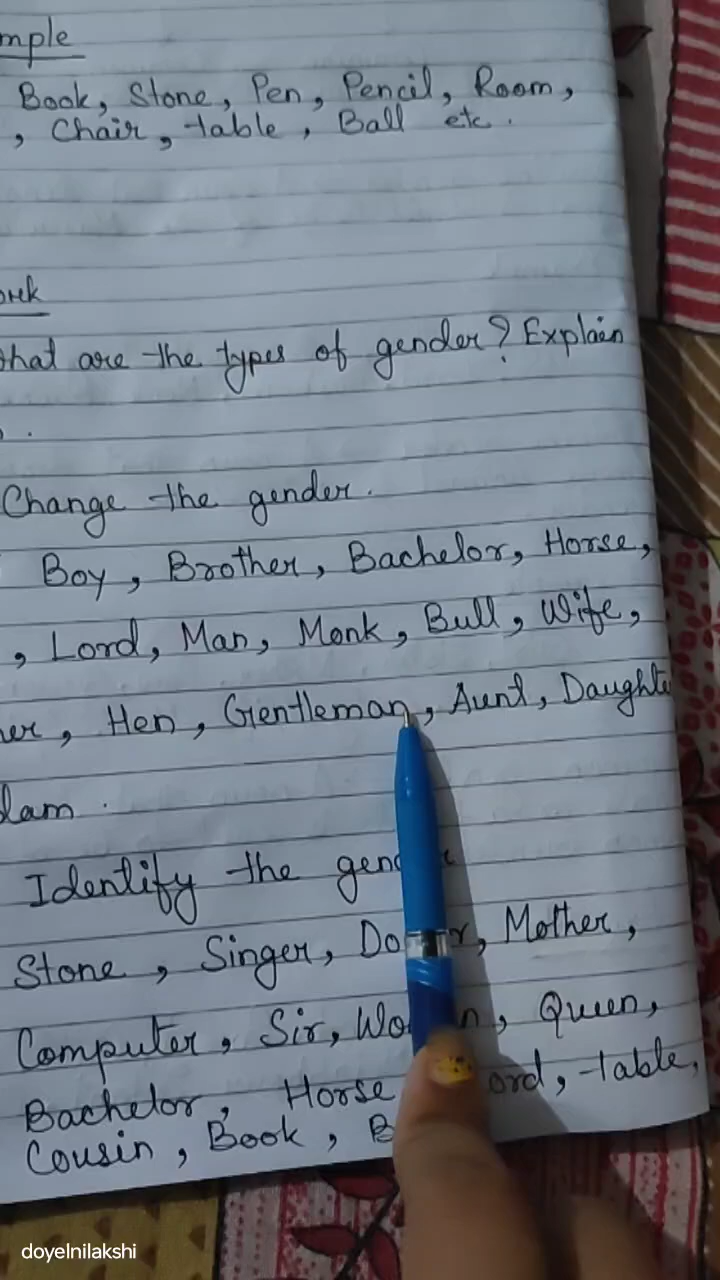 mple
Book, Stone, Pen, Pencil, Room,
, Chair, table, Ball etc.
ork
hat are the types of gender? Explain
Change the gender.
Boy, Brother, Bachelor, Horse,
, Lord, Man, Monk, Bull, Wife,
er, Hen, Gentleman, Aunt, Daughte
dam.
Identify the gen
Stone, Singer, Do r, Mother,
Computer, Sir, Wo n, Queen,
Bachelor, Horse ord, table,
Cousin, Book, B
doyelnilakshi